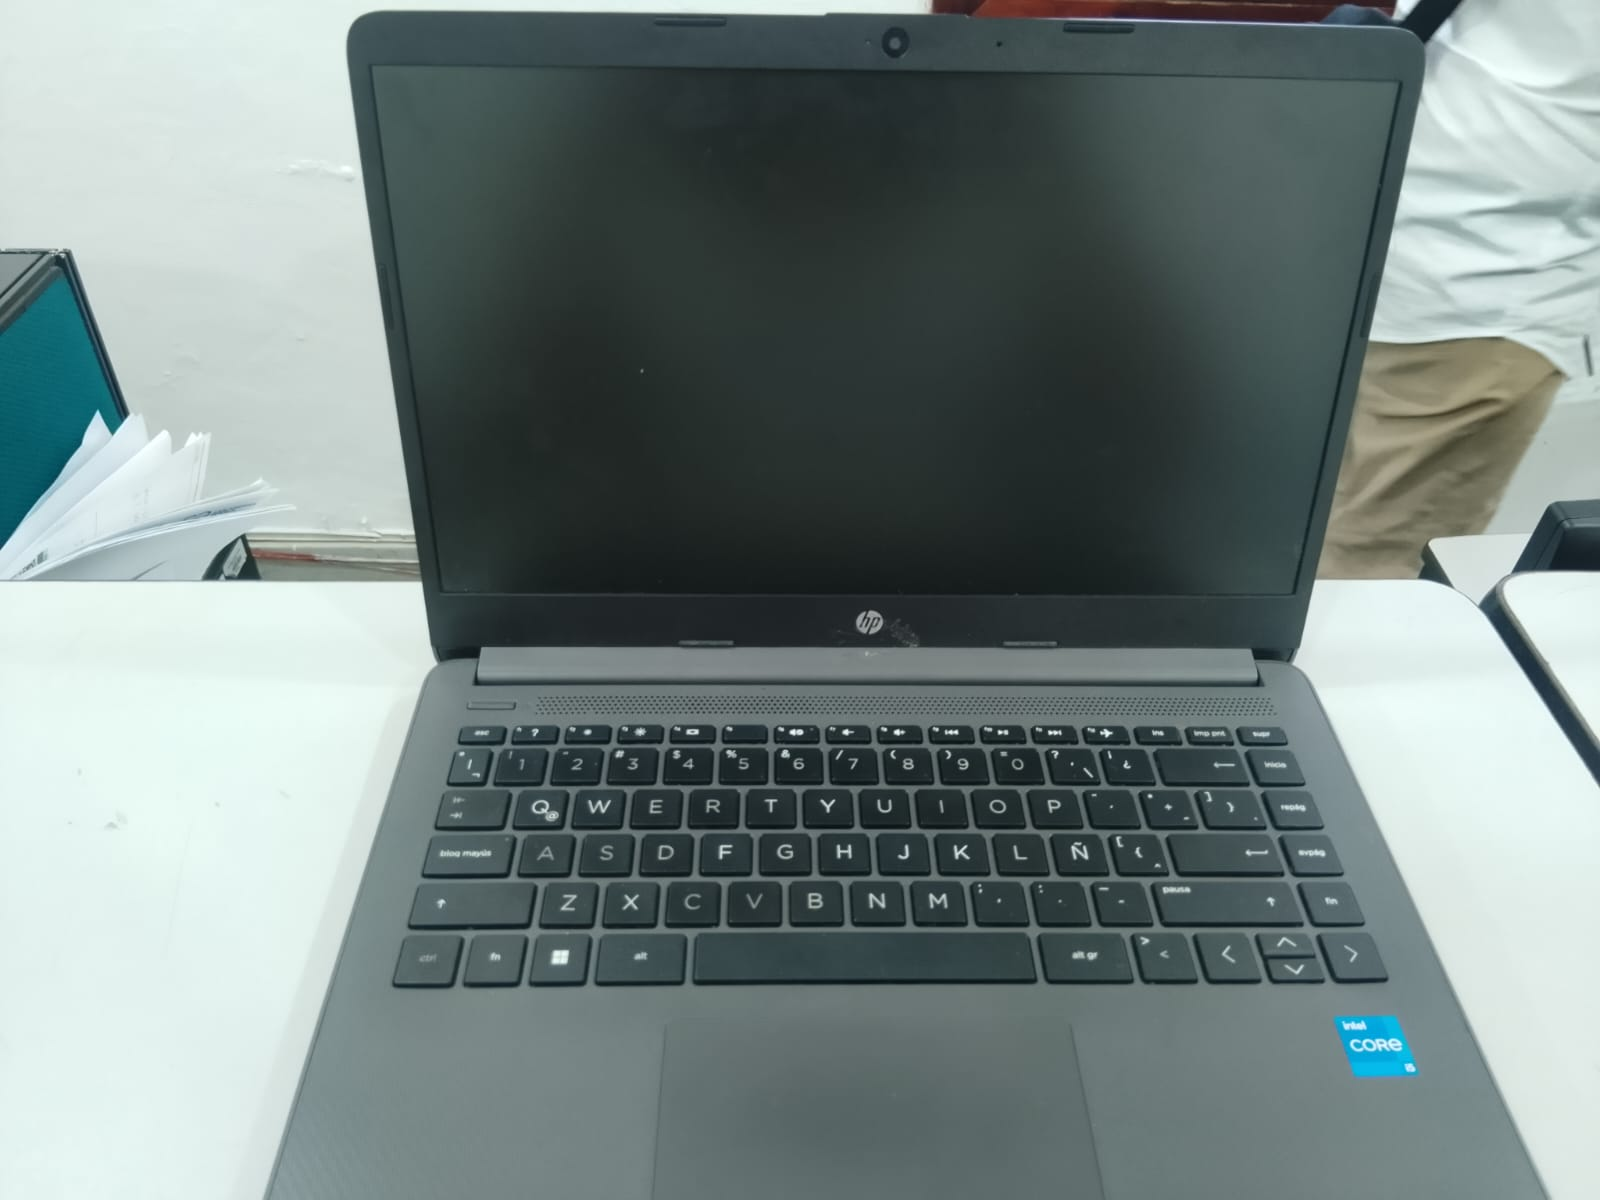 hp
esc ? ins imp pnt supr
° | ¬ ! 1 " 2 # 3 $ 4 % 5 & 6 / 7 ( 8 ) 9 = 0 ? ' \ ¡ ¿ ← inicio
Q @ W E R T Y U I O P ¨ ´ * + ~ ] } repág
bloq mayús A S D F G H J K L Ñ [ { ^ ← avpág
↑ Z X C V B N M ; , : . _ - pausa ↑ fin
ctrl fn alt alt gr > < < ^ v >
intel
CORE
i5